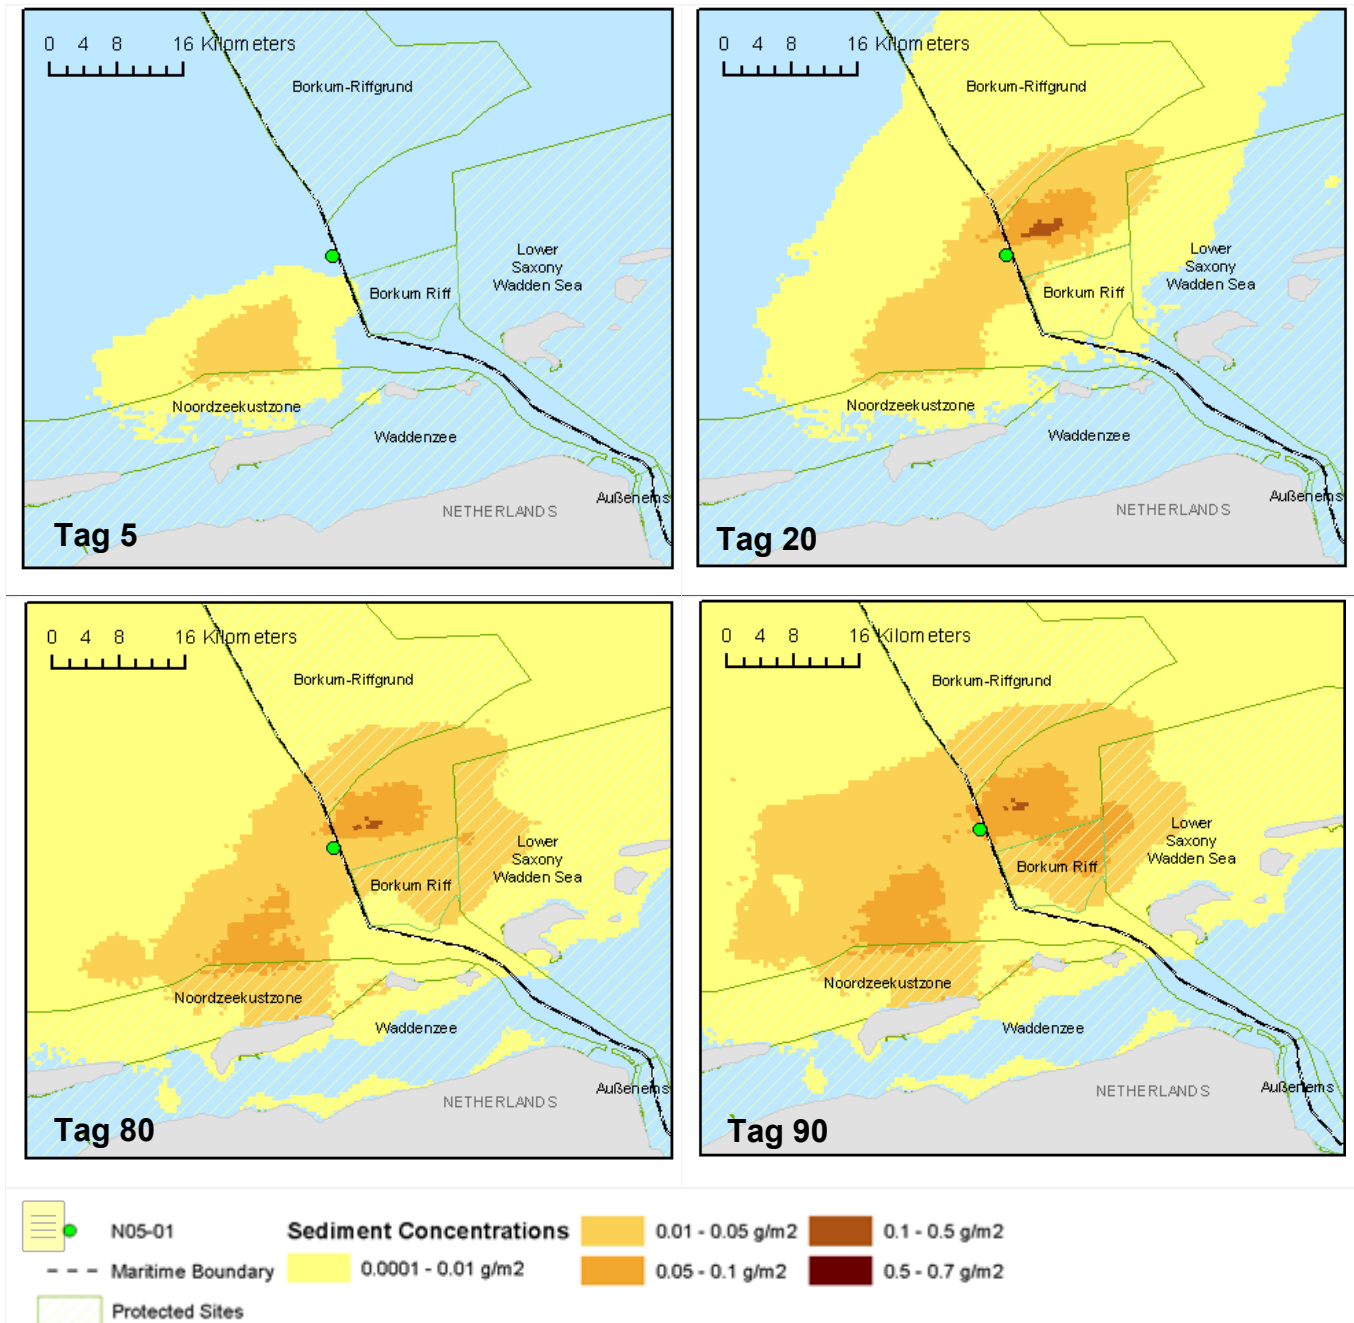 0 4 8 16 Kilometers
Borkum-Riffgrund
Lower
Saxony
Wadden Sea
Borkum Riff
Noordzeekustzone
Waddenzee
Außenems
NETHERLANDS
Tag 5
0 4 8 16 Kilometers
Borkum-Riffgrund
Lower
Saxony
Wadden Sea
Borkum Riff
Noordzeekustzone
Waddenzee
Außenems
NETHERLANDS
Tag 20
0 4 8 16 Kilometers
Borkum-Riffgrund
Lower
Saxony
Wadden Sea
Borkum Riff
Noordzeekustzone
Waddenzee
Außenems
NETHERLANDS
Tag 80
0 4 8 16 Kilometers
Borkum-Riffgrund
Lower
Saxony
Wadden Sea
Borkum Riff
Noordzeekustzone
Waddenzee
Außenems
NETHERLANDS
Tag 90
N05-01
Maritime Boundary
Protected Sites
Sediment Concentrations
0.0001 - 0.01 g/m2
0.01 - 0.05 g/m2
0.05 - 0.1 g/m2
0.1 - 0.5 g/m2
0.5 - 0.7 g/m2